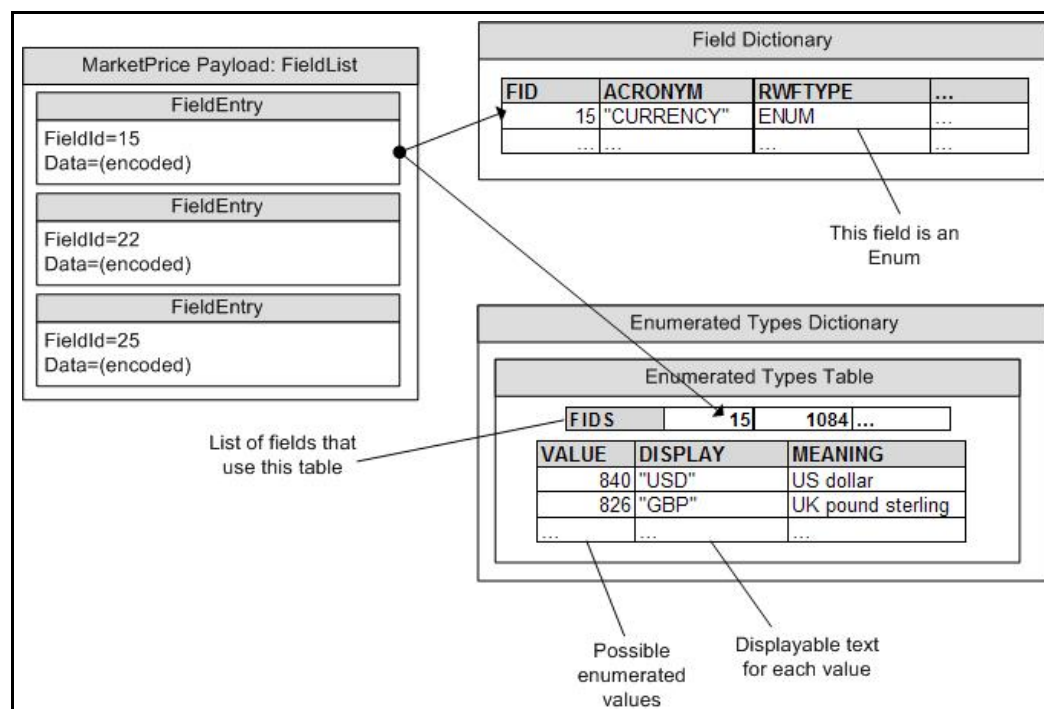 MarketPrice Payload: FieldList
FieldEntry
FieldId=15
Data=(encoded)
FieldEntry
FieldId=22
Data=(encoded)
FieldEntry
FieldId=25
Data=(encoded)
Field Dictionary
FID ACRONYM RWFTYPE ...
15 "CURRENCY" ENUM ...
... ... ... ...
This field is an
Enum
Enumerated Types Dictionary
Enumerated Types Table
FIDS 15 1084 ...
List of fields that
use this table
VALUE DISPLAY MEANING
840 "USD" US dollar
826 "GBP" UK pound sterling
... ... ...
Possible
enumerated
values
Displayable text
for each value